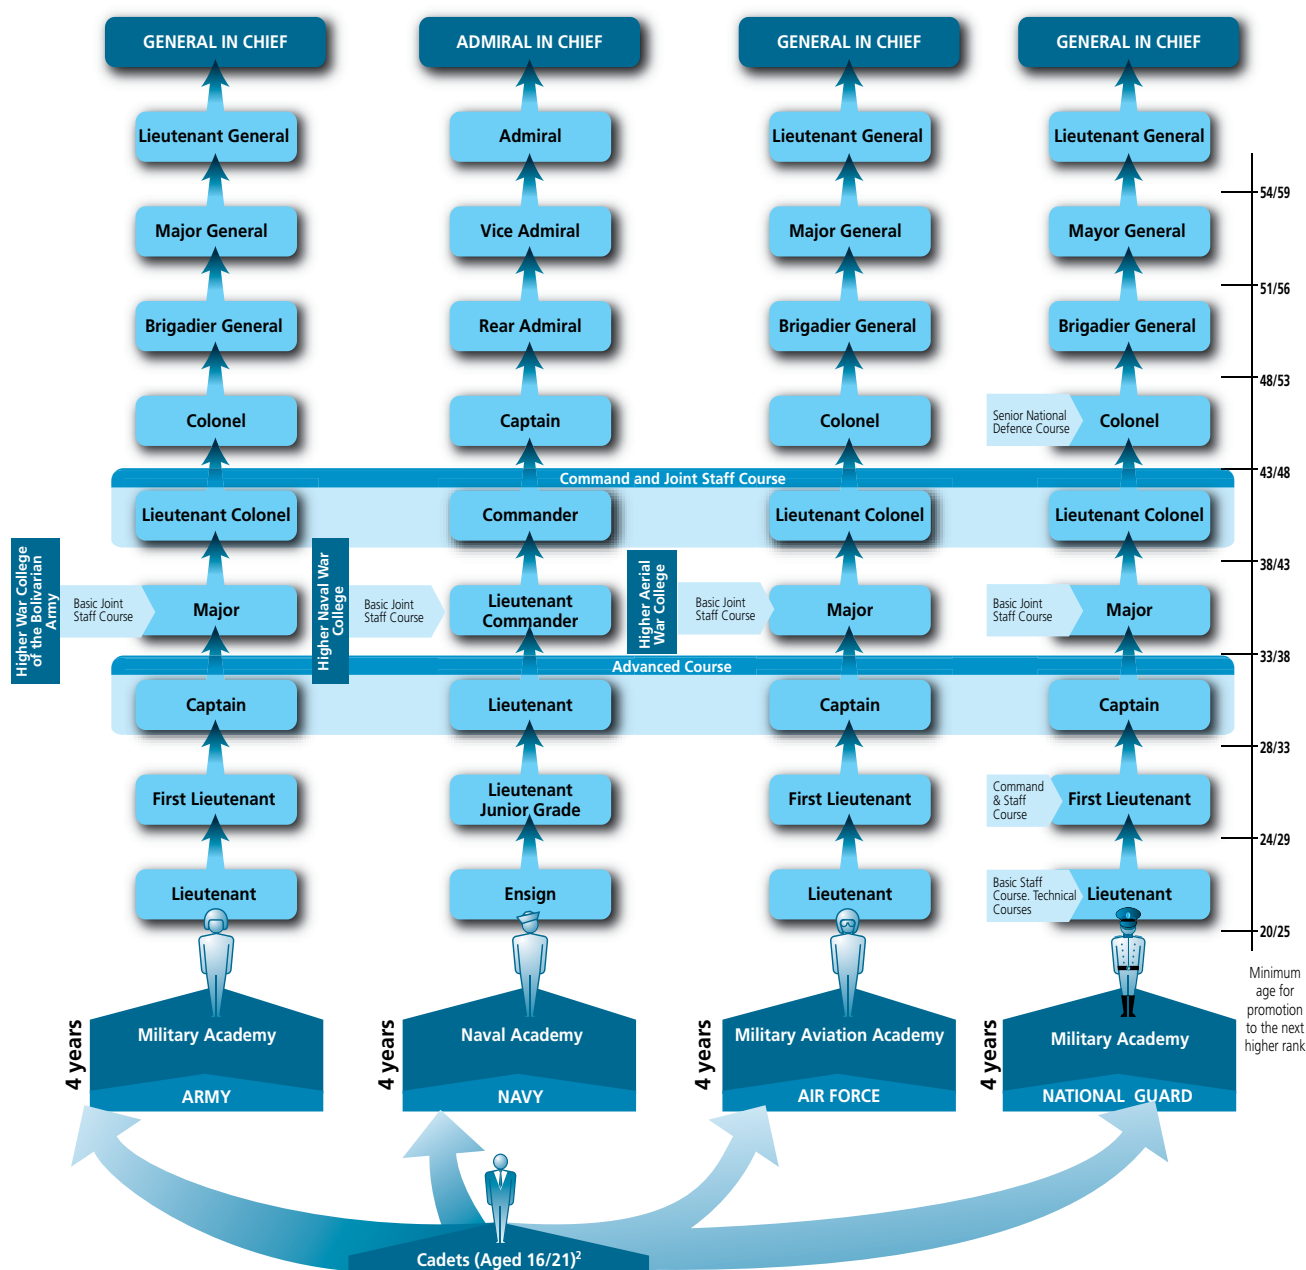 GENERAL IN CHIEF
ADMIRAL IN CHIEF
GENERAL IN CHIEF
GENERAL IN CHIEF
Lieutenant General
Admiral
Lieutenant General
Lieutenant General
54/59
Major General
Vice Admiral
Major General
Mayor General
51/56
Brigadier General
Rear Admiral
Brigadier General
Brigadier General
48/53
Colonel
Captain
Colonel
Senior National
Defence Course
Colonel
43/48
Command and Joint Staff Course
Lieutenant Colonel
Commander
Lieutenant Colonel
Lieutenant Colonel
38/43
Higher War College
of the Bolivarian
Army
Basic Joint
Staff Course
Major
Higher Naval War
College
Basic Joint
Staff Course
Lieutenant
Commander
Higher Aerial
War College
Basic Joint
Staff Course
Major
Basic Joint
Staff Course
Major
33/38
Advanced Course
Captain
Lieutenant
Captain
Captain
28/33
First Lieutenant
Lieutenant
Junior Grade
First Lieutenant
Command
& Staff
Course
First Lieutenant
24/29
Lieutenant
Ensign
Lieutenant
Basic Staff
Course. Technical
Courses
Lieutenant
20/25
Minimum
age for
promotion
to the next
higher rank
4 years
Military Academy
ARMY
4 years
Naval Academy
NAVY
4 years
Military Aviation Academy
AIR FORCE
4 years
Military Academy
NATIONAL GUARD
Cadets (Aged 16/21)²